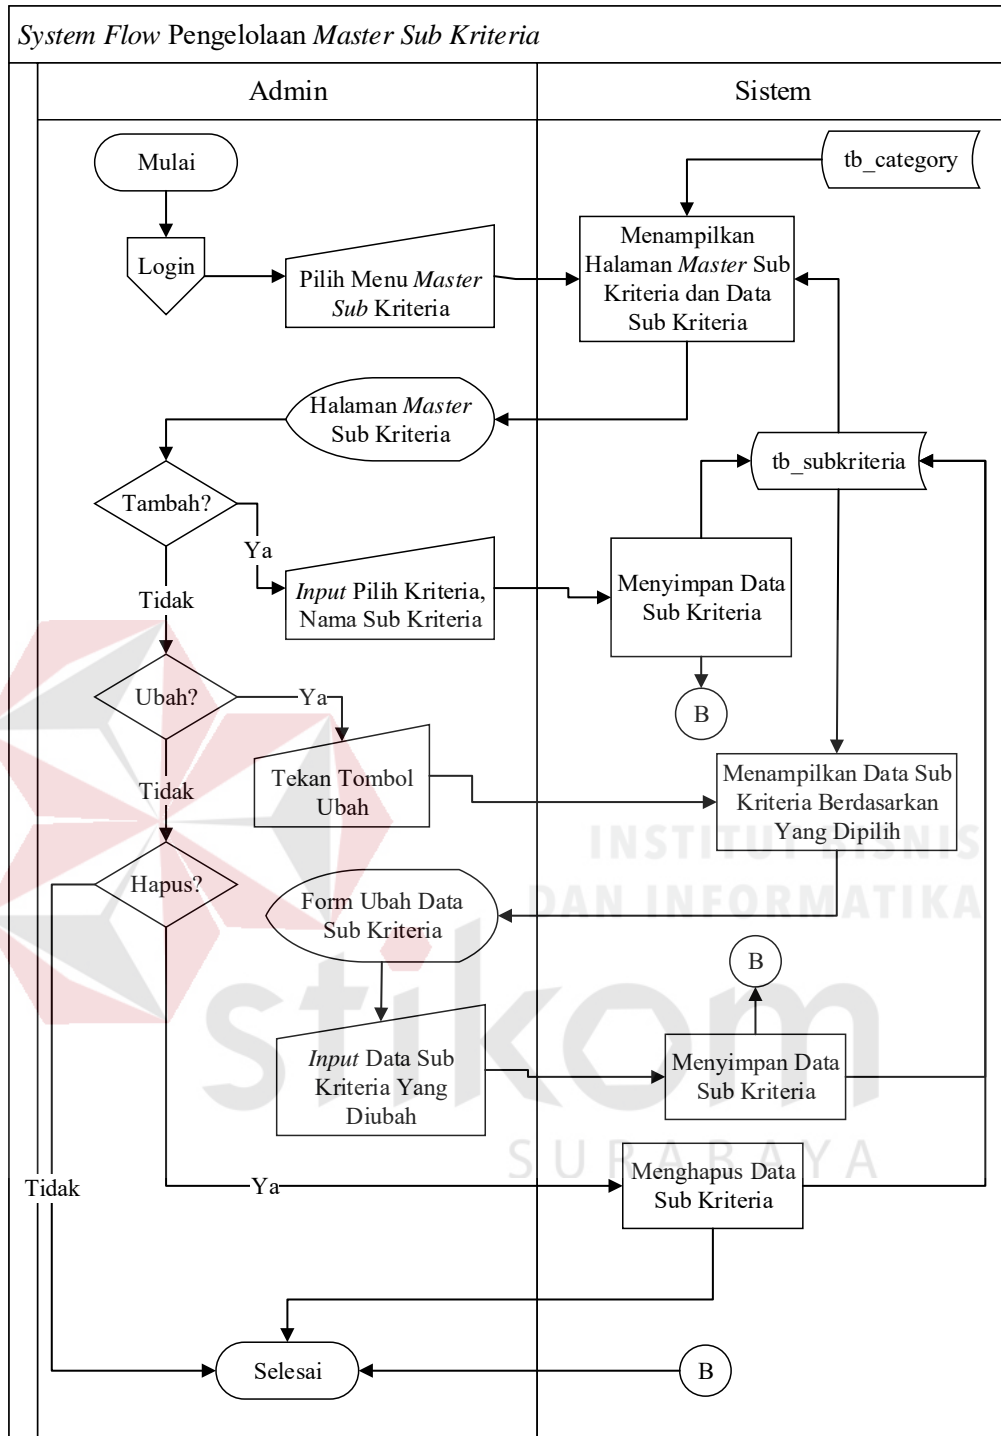 System Flow Pengelolaan Master Sub Kriteria
Admin
Sistem
Mulai
tb_category
Login
Pilih Menu Master
Sub Kriteria
Menampilkan
Halaman Master Sub
Kriteria dan Data
Sub Kriteria
Halaman Master
Sub Kriteria
tb_subkriteria
Tambah?
Ya
Tidak
Input Pilih Kriteria,
Nama Sub Kriteria
Menyimpan Data
Sub Kriteria
B
Ubah?
Ya
Tidak
Tekan Tombol
Ubah
Menampilkan Data Sub
Kriteria Berdasarkan
Yang Dipilih
INSTITUT BISNIS
DAN INFORMATIKA
Hapus?
Form Ubah Data
Sub Kriteria
B
stikom
Input Data Sub
Kriteria Yang
Diubah
Menyimpan Data
Sub Kriteria
SURABAYA
Tidak
Ya
Menghapus Data
Sub Kriteria
Selesai
B